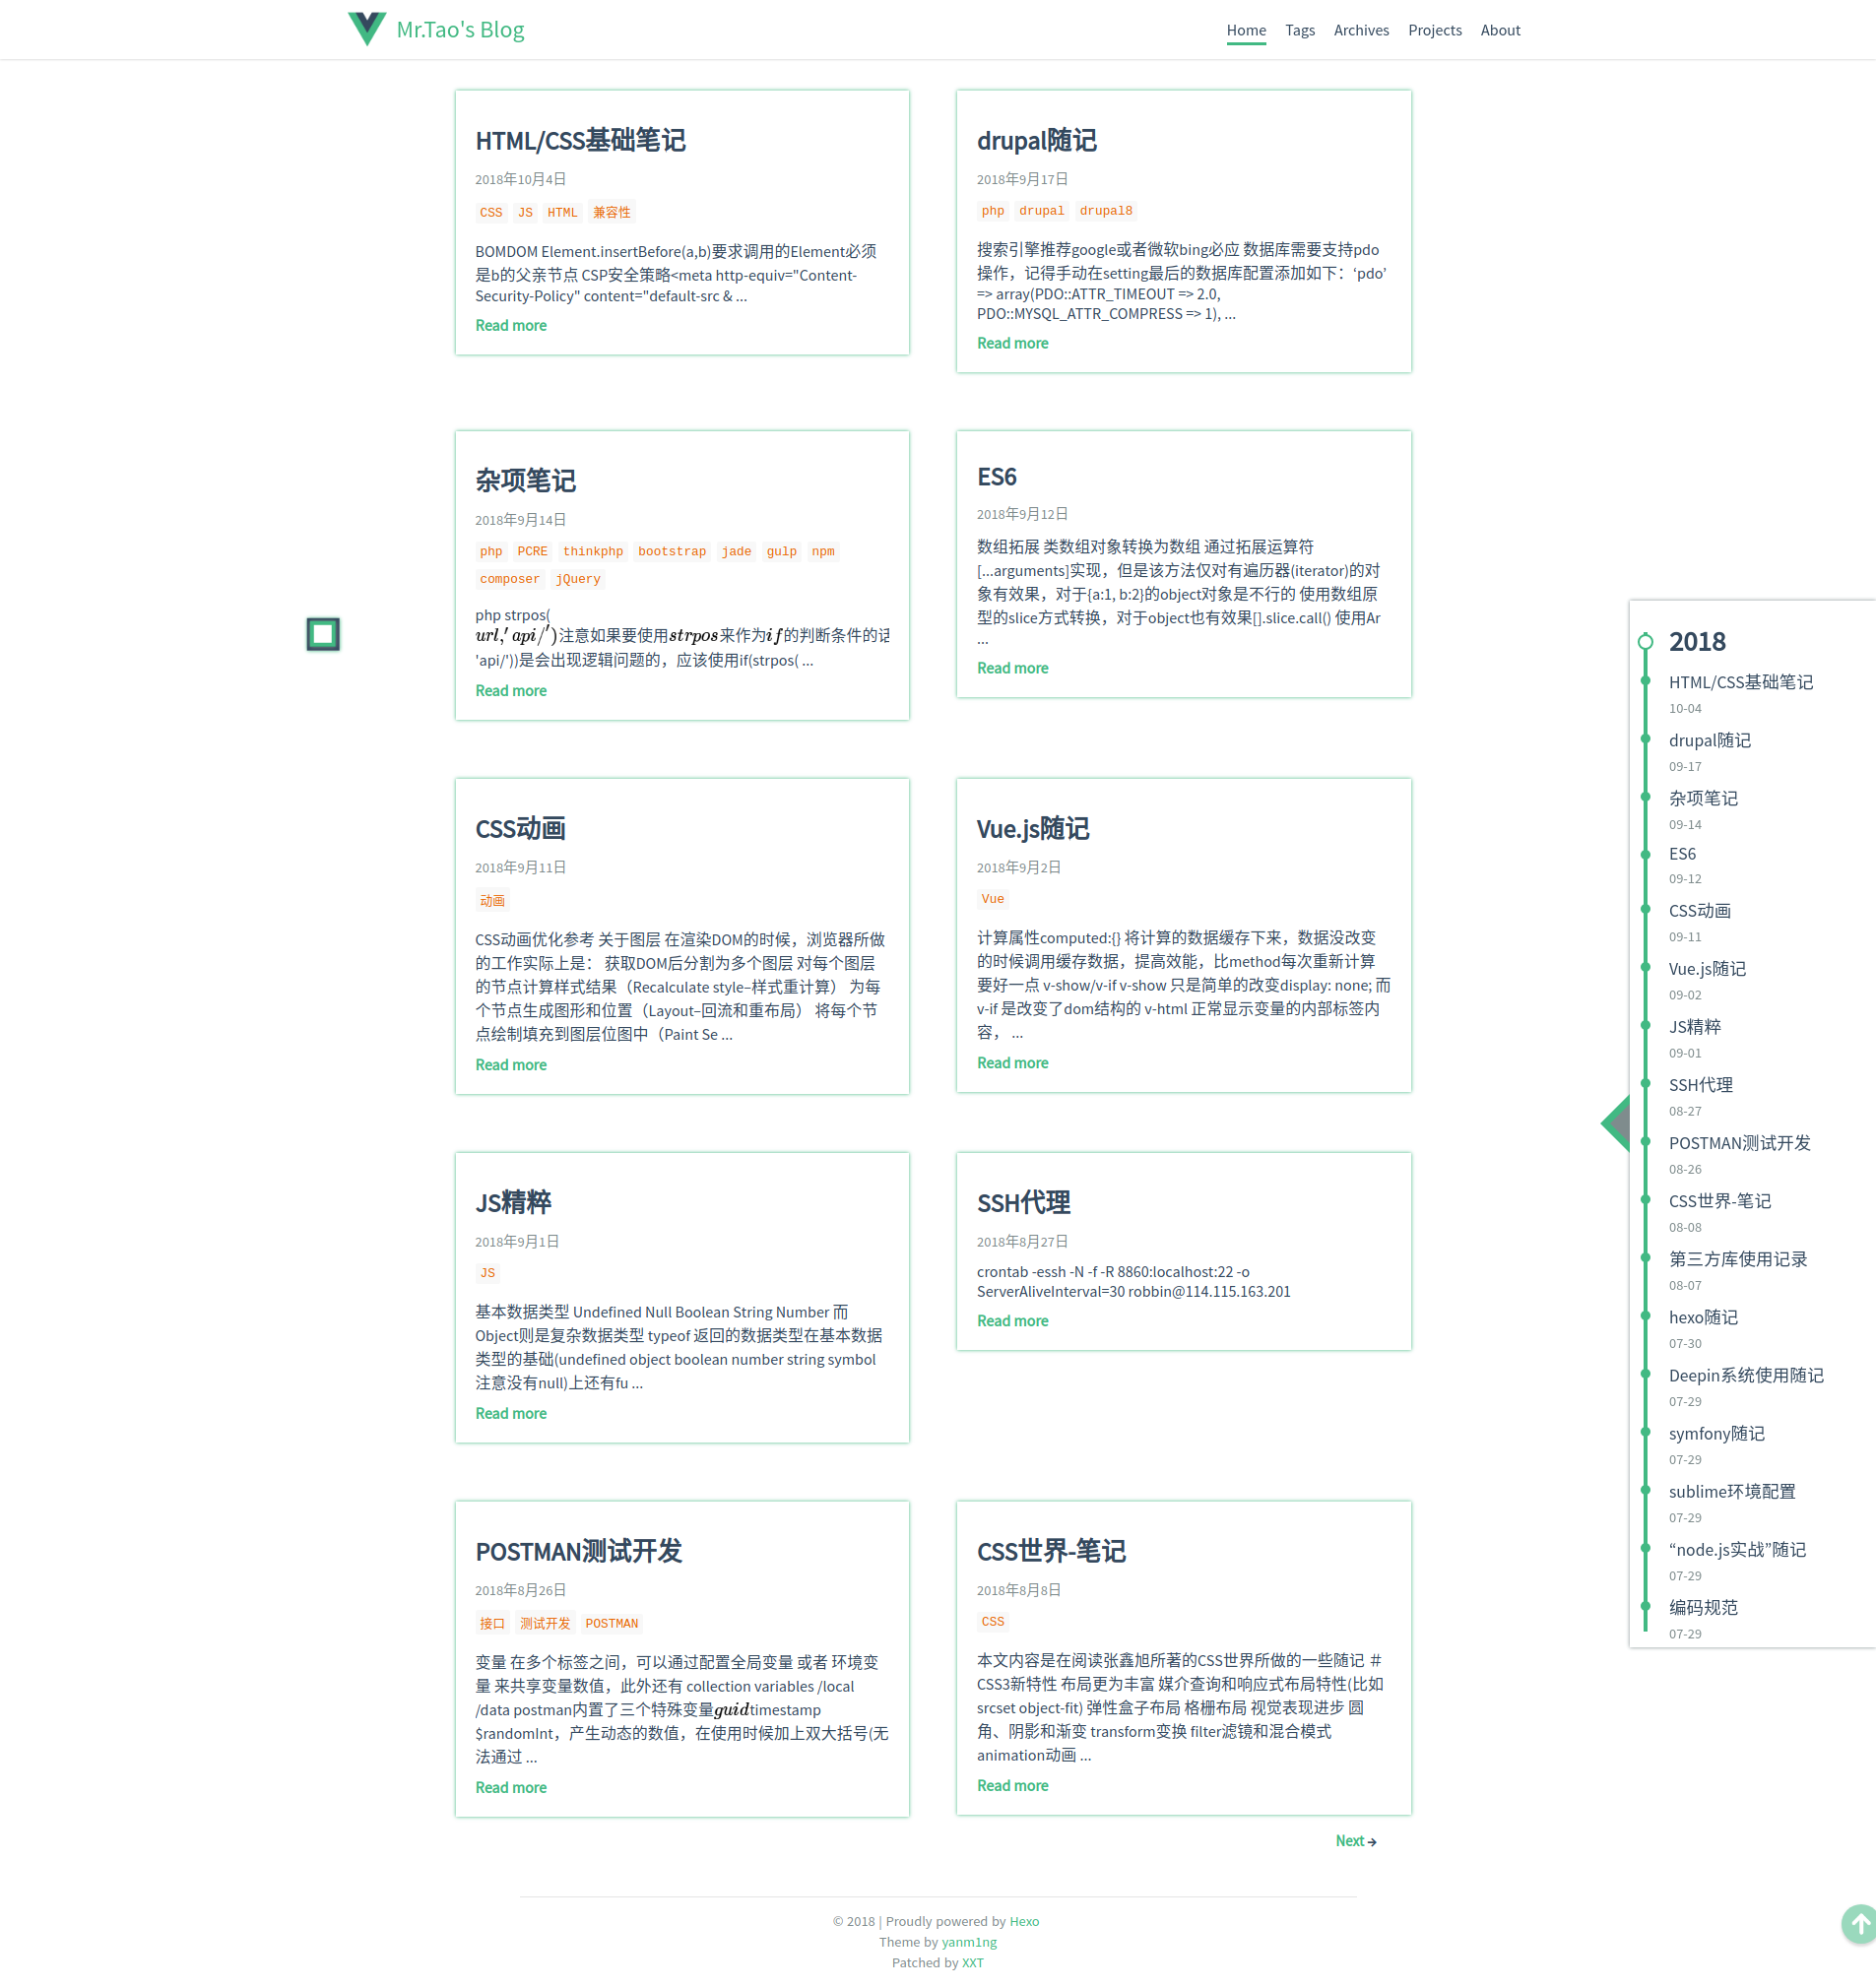 Mr.Tao's Blog
Home Tags Archives Projects About
HTML/CSS基础笔记
2018年10月4日
CSS JS HTML 兼容性
BOMDOM Element.insertBefore(a,b)要求调用的Element必须
是b的父亲节点 CSP安全策略<meta http-equiv="Content-
Security-Policy" content="default-src & ...
Read more
drupal随记
2018年9月17日
php drupal drupal8
搜索引擎推荐google或者微软bing必应 数据库需要支持pdo
操作，记得手动在setting最后的数据库配置添加如下：‘pdo’
=> array(PDO::ATTR_TIMEOUT => 2.0,
PDO::MYSQL_ATTR_COMPRESS => 1), ...
Read more
杂项笔记
2018年9月14日
php PCRE thinkphp bootstrap jade gulp npm
composer jQuery
php strpos(
url,′ api/′)注意如果要使用strpos来作为if的判断条件的
'api/'))是会出现逻辑问题的，应该使用if(strpos( ...
Read more
ES6
2018年9月12日
数组拓展 类数组对象转换为数组 通过拓展运算符
[...arguments]实现，但是该方法仅对有遍历器(iterator)的对
象有效果，对于{a:1, b:2}的object对象是不行的 使用数组原
型的slice方式转换，对于object也有效果[].slice.call() 使用Ar
...
Read more
CSS动画
2018年9月11日
动画
CSS动画优化参考 关于图层 在渲染DOM的时候，浏览器所做
的工作实际上是： 获取DOM后分割为多个图层 对每个图层
的节点计算样式结果（Recalculate style–样式重计算） 为每
个节点生成图形和位置（Layout–回流和重布局） 将每个节
点绘制填充到图层位图中（Paint Se ...
Read more
Vue.js随记
2018年9月2日
Vue
计算属性computed:{} 将计算的数据缓存下来，数据没改变
的时候调用缓存数据，提高效能，比method每次重新计算
要好一点 v-show/v-if v-show 只是简单的改变display: none; 而
v-if 是改变了dom结构的 v-html 正常显示变量的内部标签内
容， ...
Read more
JS精粹
2018年9月1日
JS
基本数据类型 Undefined Null Boolean String Number 而
Object则是复杂数据类型 typeof 返回的数据类型在基本数据
类型的基础(undefined object boolean number string symbol
注意没有null)上还有fu ...
Read more
SSH代理
2018年8月27日
crontab -essh -N -f -R 8860:localhost:22 -o
ServerAliveInterval=30 robbin@114.115.163.201
Read more
POSTMAN测试开发
2018年8月26日
接口 测试开发 POSTMAN
变量 在多个标签之间，可以通过配置全局变量 或者 环境变
量 来共享变量数值，此外还有 collection variables /local
/data postman内置了三个特殊变量guidtimestamp
$randomInt，产生动态的数值，在使用时候加上双大括号(无
法通过 ...
Read more
CSS世界-笔记
2018年8月8日
CSS
本文内容是在阅读张鑫旭所著的CSS世界所做的一些随记 ＃
CSS3新特性 布局更为丰富 媒介查询和响应式布局特性(比如
srcset object-fit) 弹性盒子布局 格栅布局 视觉表现进步 圆
角、阴影和渐变 transform变换 filter滤镜和混合模式
animation动画 ...
Read more
Next
2018
HTML/CSS基础笔记
10-04
drupal随记
09-17
杂项笔记
09-14
ES6
09-12
CSS动画
09-11
Vue.js随记
09-02
JS精粹
09-01
SSH代理
08-27
POSTMAN测试开发
08-26
CSS世界-笔记
08-08
第三方库使用记录
08-07
hexo随记
07-30
Deepin系统使用随记
07-29
symfony随记
07-29
sublime环境配置
07-29
“node.js实战”随记
07-29
编码规范
07-29
© 2018 | Proudly powered by Hexo
Theme by yanm1ng
Patched by XXT